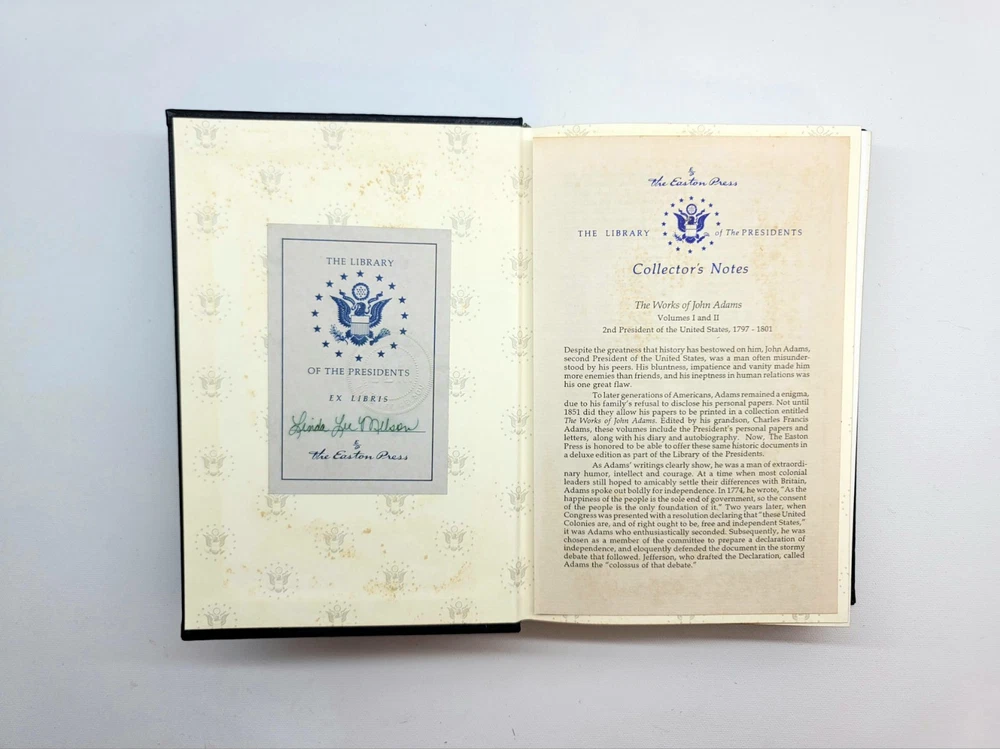 THE LIBRARY
OF THE PRESIDENTS
EX LIBRIS
Linda Lee Nelson
The Easton Press
The Easton Press
THE LIBRARY of The PRESIDENTS
Collector's Notes
The Works of John Adams
Volumes I and II
2nd President of the United States, 1797 - 1801
Despite the greatness that history has bestowed on him, John Adams,
second President of the United States, was a man often misunder-
stood by his peers. His bluntness, impatience and vanity made him
more enemies than friends, and his ineptness in human relations was
his one great flaw.
To later generations of Americans, Adams remained a enigma,
due to his family's refusal to disclose his personal papers. Not until
1851 did they allow his papers to be printed in a collection entitled
The Works of John Adams. Edited by his grandson, Charles Francis
Adams, these volumes include the President's personal papers and
letters, along with his diary and autobiography. Now, The Easton
Press is honored to be able to offer these same historic documents in
a deluxe edition as part of the Library of the Presidents.
As Adams' writings clearly show, he was a man of extraordi-
nary humor, intellect and courage. At a time when most colonial
leaders still hoped to amicably settle their differences with Britain,
Adams spoke out boldly for independence. In 1774, he wrote, "As the
happiness of the people is the sole end of government, so the consent
of the people is the only foundation of it." Two years later, when
Congress was presented with a resolution declaring that "these United
Colonies are, and of right ought to be, free and independent States,"
it was Adams who enthusiastically seconded. Subsequently, he was
chosen as a member of the committee to prepare a declaration of
independence, and eloquently defended the document in the stormy
debate that followed. Jefferson, who drafted the Declaration, called
Adams the "colossus of that debate."